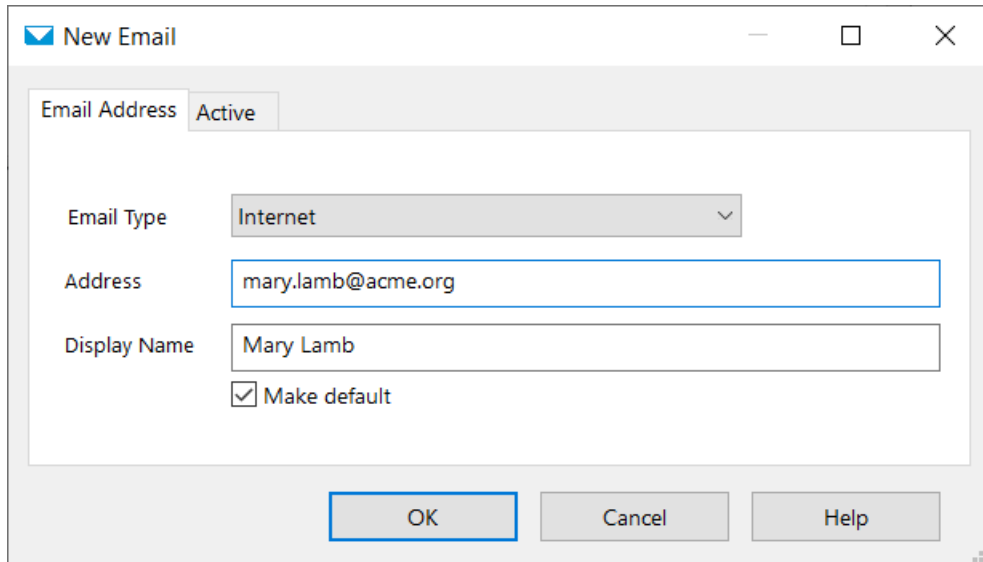 New Email
Email Address Active
Email Type Internet
Address mary.lamb@acme.org
Display Name Mary Lamb
Make default
OK Cancel Help